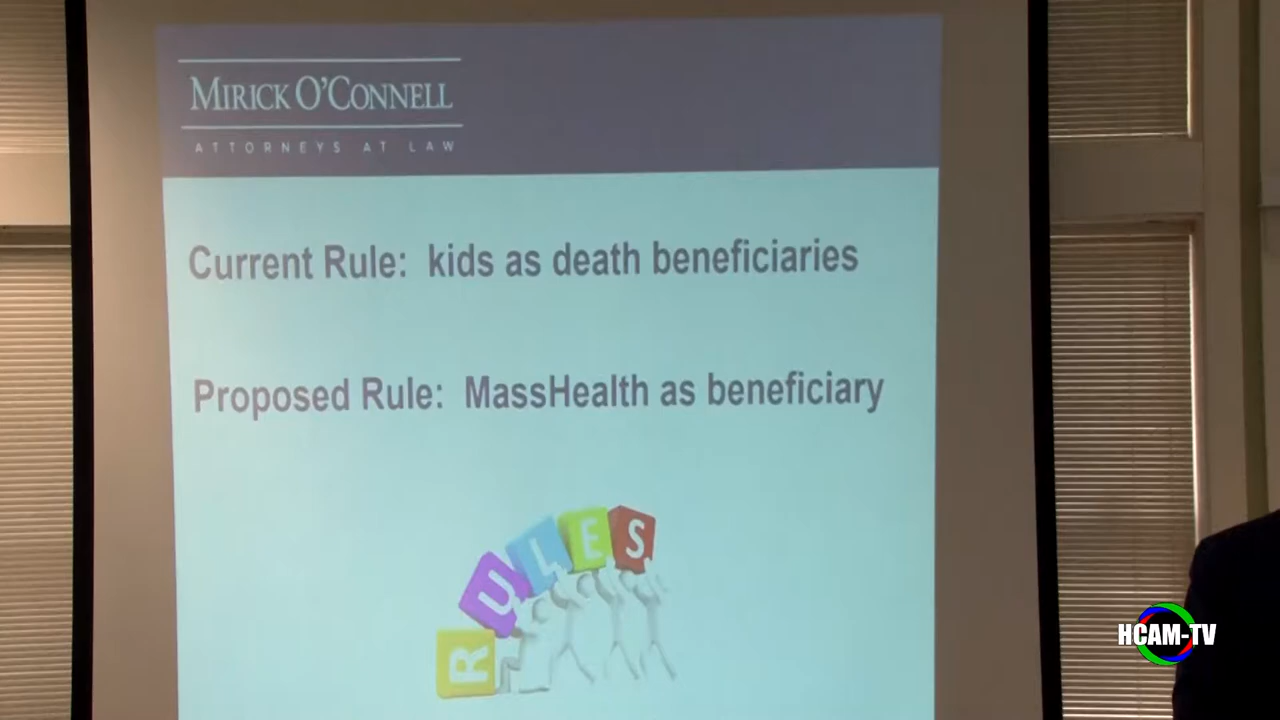 MIRICK O'CONNELL
ATTORNEYS AT LAW
Current Rule: kids as death beneficiaries
Proposed Rule: MassHealth as beneficiary
RULES
HCAM-TV